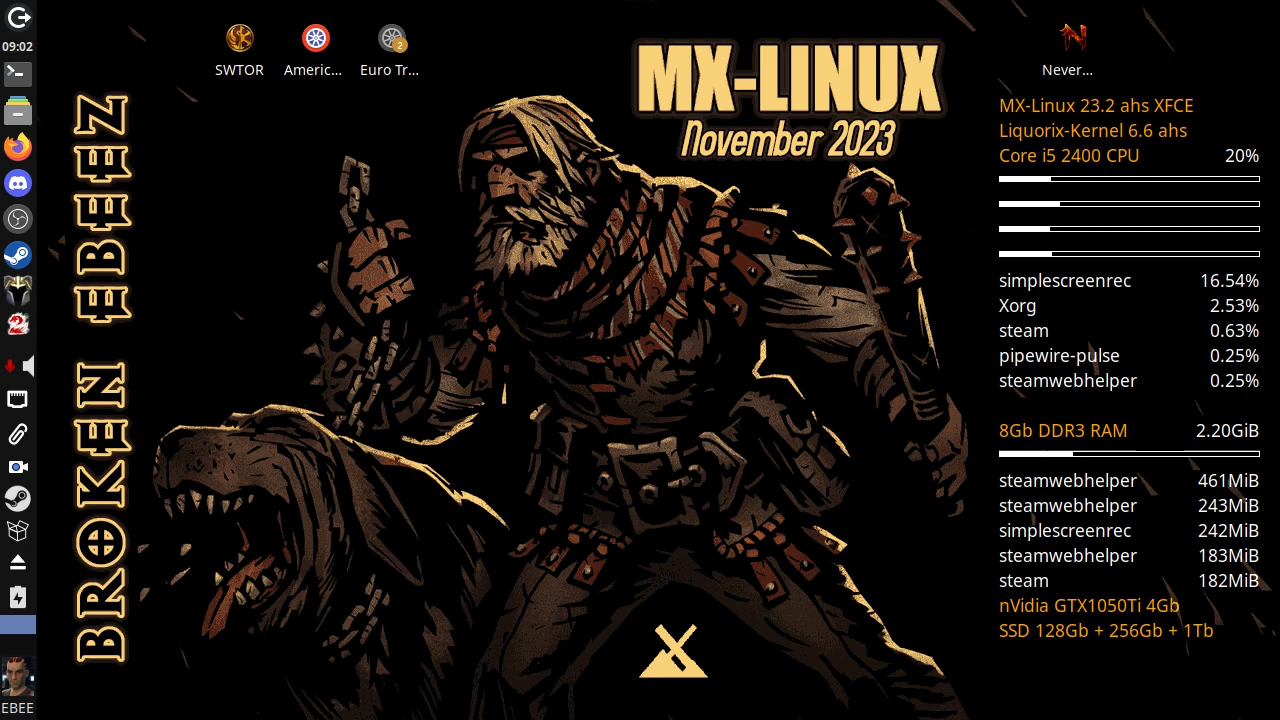 09:02
EBEE
SWTOR
Americ...
Euro Tr...
2
Never...
MX-LINUX
November 2023
BROKEN EBEEZ
MX-Linux 23.2 ahs XFCE
Liquorix-Kernel 6.6 ahs
Core i5 2400 CPU 20%
simplescreenrec 16.54%
Xorg 2.53%
steam 0.63%
pipewire-pulse 0.25%
steamwebhelper 0.25%
8Gb DDR3 RAM 2.20GiB
steamwebhelper 461MiB
steamwebhelper 243MiB
simplescreenrec 242MiB
steamwebhelper 183MiB
steam 182MiB
nVidia GTX1050Ti 4Gb
SSD 128Gb + 256Gb + 1Tb